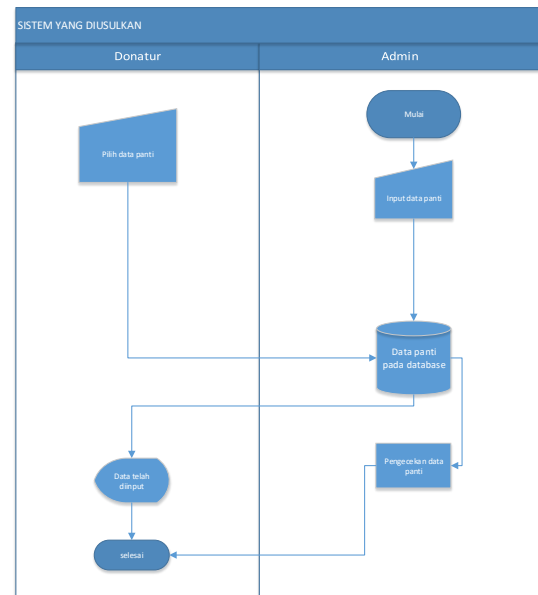 SISTEM YANG DIUSULKAN
Donatur
Admin
Mulai
Pilih data panti
Input data panti
Data panti
pada database
Pengecekan data
panti
Data telah
diinput
selesai